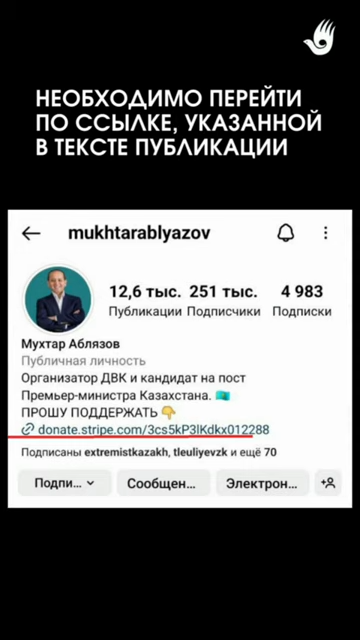 НЕОБХОДИМО ПЕРЕЙТИ
ПО ССЫЛКЕ, УКАЗАННОЙ
В ТЕКСТЕ ПУБЛИКАЦИИ
mukhtarablyazov
12,6 тыс. 251 тыс. 4 983
Публикации Подписчики Подписки
Мухтар Аблязов
Публичная личность
Организатор ДВК и кандидат на пост
Премьер-министра Казахстана. 🇰🇿
ПРОШУ ПОДДЕРЖАТЬ 👇
donate.stripe.com/3cs5kP3lKdkx012288
Подписаны extremistkazakh, tleuliyevzk и ещё 70
Подпи... Сообщен... Электрон...